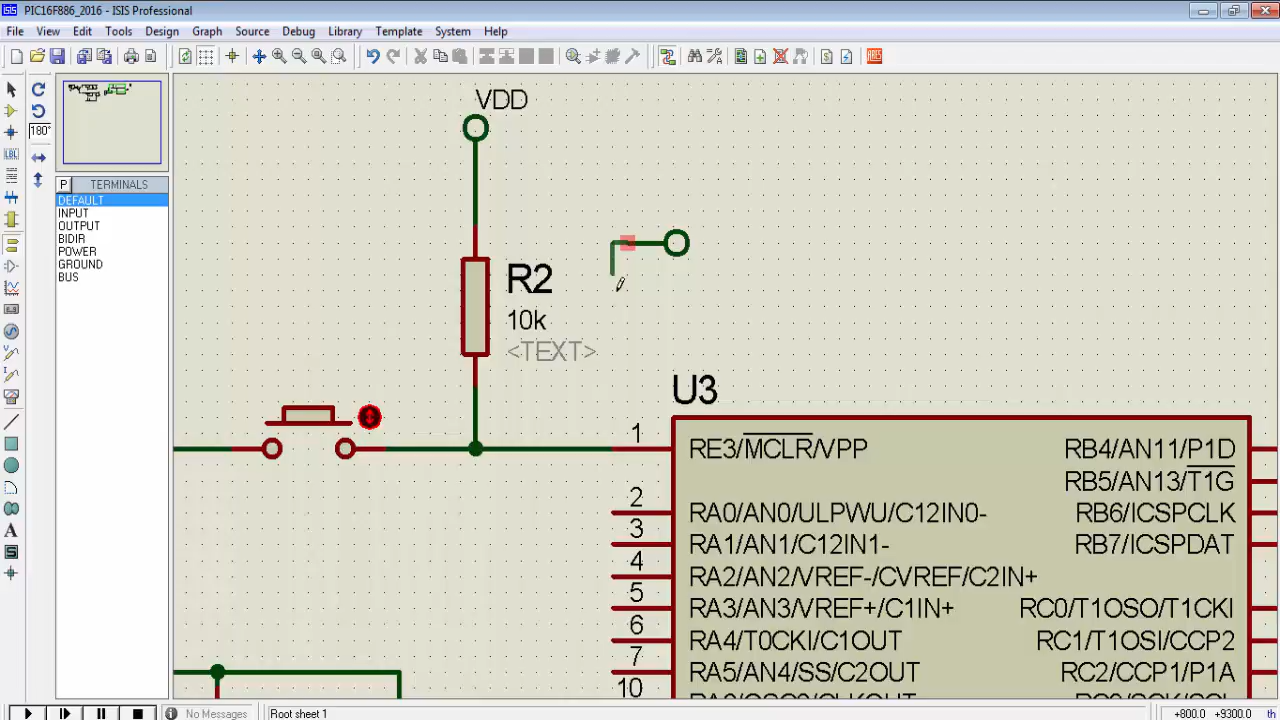 PIC16F886_2016 - ISIS Professional
File View Edit Tools Design Graph Source Debug Library Template System Help
180°
P TERMINALS
DEFAULT
INPUT
OUTPUT
BIDIR
POWER
GROUND
BUS
VDD
R2
10k
<TEXT>
U3
1 RE3/MCLR/VPP RB4/AN11/P1D
RB5/AN13/T1G
2 RA0/AN0/ULPWU/C12IN0- RB6/ICSPCLK
3 RA1/AN1/C12IN1- RB7/ICSPDAT
4 RA2/AN2/VREF-/CVREF/C2IN+
5 RA3/AN3/VREF+/C1IN+ RC0/T1OSO/T1CKI
6 RA4/T0CKI/C1OUT RC1/T1OSI/CCP2
7 RA5/AN4/SS/C2OUT RC2/CCP1/P1A
10
No Messages Root sheet 1 +800.0 +9300.0 th